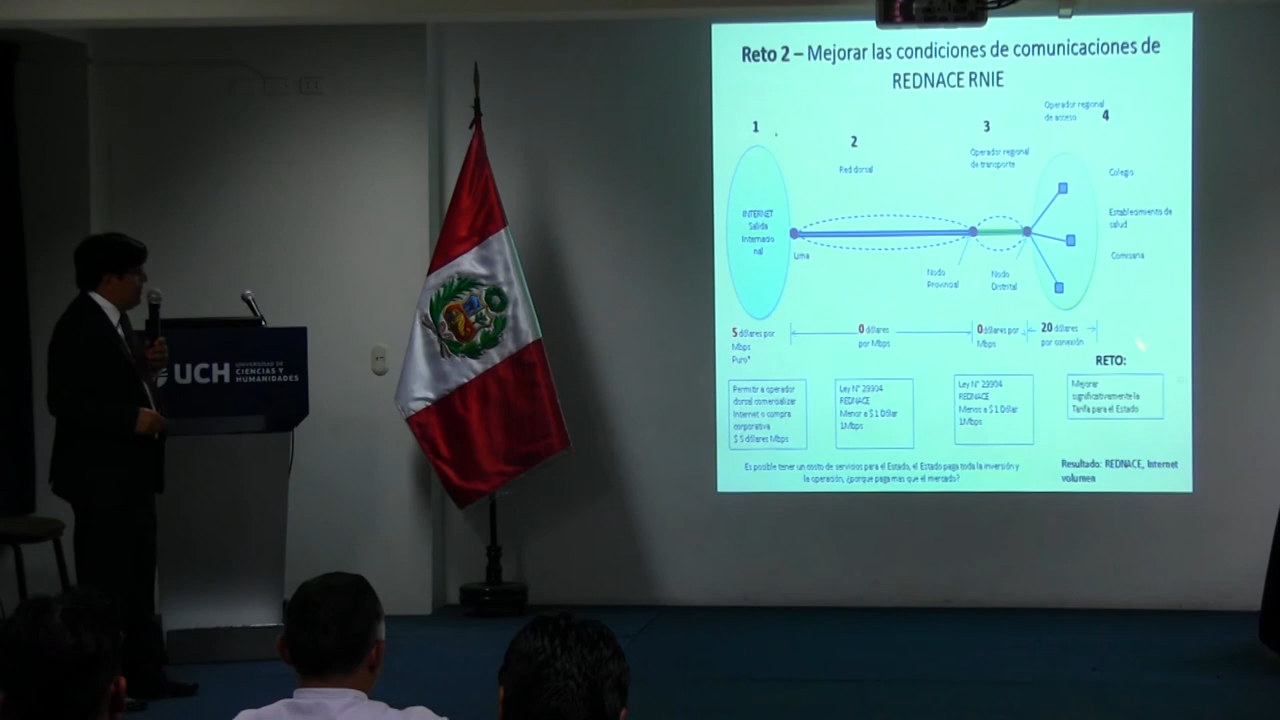 Reto 2 – Mejorar las condiciones de comunicaciones de
REDNACE RNIE
Operador regional
de acceso
4
1
2
3
Red dorsal
Operador regional
de transporte
Colegio
INTERNET
Salida
Internacio
nal
Establecimiento de
salud
Lima
Comisaria
Nodo
Provincial
Nodo
Distrital
5 dólares por
Mbps
Puro*
0 dólares
por Mbps
0 dólares por
Mbps
20 dólares
por conexión
RETO:
Permitir a operador
dorsal comercializar
Internet o compra
corporativa
$ 5 dólares Mbps
Ley N° 29904
REDNACE
Menor a $ 1 Dólar
1Mbps
Ley N° 29904
REDNACE
Menos a $ 1 Dólar
1Mbps
Mejorar
significativamente la
Tarifa para el Estado
Es posible tener un costo de servicios para el Estado, el Estado paga toda la inversión y
la operación, ¿porque pagamas que el mercado?
Resultado: REDNACE, Internet
volumen
UCH
UNIVERSIDAD DE
CIENCIAS Y
HUMANIDADES